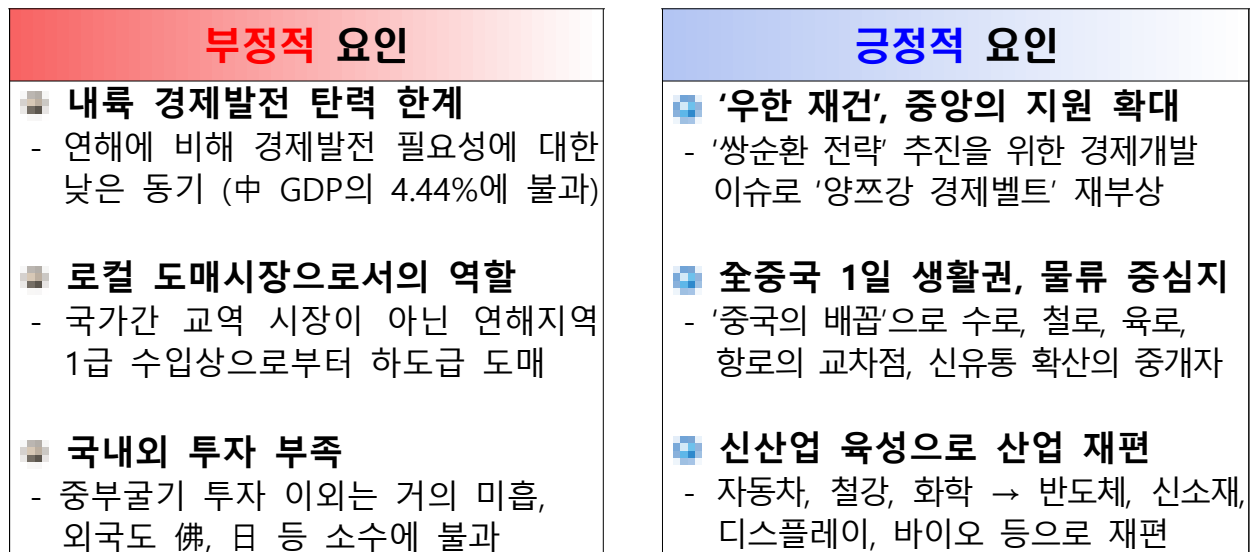 부정적 요인
내륙 경제발전 탄력 한계
- 연해에 비해 경제발전 필요성에 대한
낮은 동기 (中 GDP의 4.44%에 불과)
로컬 도매시장으로서의 역할
- 국가간 교역 시장이 아닌 연해지역
1급 수입상으로부터 하도급 도매
국내외 투자 부족
- 중부굴기 투자 이외는 거의 미흡,
외국도 佛, 日 등 소수에 불과
긍정적 요인
‘우한 재건’, 중앙의 지원 확대
- ‘쌍순환 전략’ 추진을 위한 경제개발
이슈로 ‘양쯔강 경제벨트’ 재부상
全중국 1일 생활권, 물류 중심지
- ‘중국의 배꼽’으로 수로, 철로, 육로,
항로의 교차점, 신유통 확산의 중개자
신산업 육성으로 산업 재편
- 자동차, 철강, 화학 → 반도체, 신소재,
디스플레이, 바이오 등으로 재편